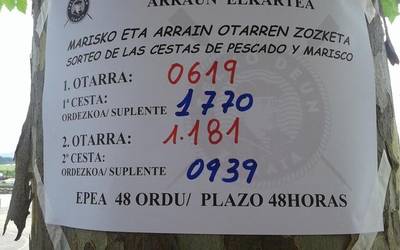 ARRAUN ELKARTEA
MARISKO ETA ARRAIN OTARREN ZOZKETA
SORTEO DE LAS CESTAS DE PESCADO Y MARISCO
1. OTARRA: 0619
1ª CESTA:
ORDEZKOA/ SUPLENTE 1770
2. OTARRA: 1.181
2ª CESTA:
ORDEZKOA/ SUPLENTE 0939
EPEA 48 ORDU/ PLAZO 48HORAS